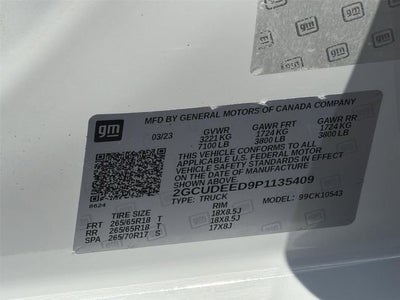 gm
MFD BY GENERAL MOTORS OF CANADA COMPANY
03/23 GVWR GAWR FRT GAWR RR
3221 KG 1724 KG 1724 KG
7100 LB 3800 LB 3800 LB
THIS VEHICLE CONFORMS TO ALL
APPLICABLE U.S. FEDERAL MOTOR
VEHICLE SAFETY STANDARDS IN EFFECT
ON THE DATE OF MANUFACTURE
SHOWN ABOVE.
2GCUDEED9P1135409
8624 TYPE: TRUCK MODEL: 99CK10543
TIRE SIZE RIM
FRT 265/65R18 T 18X8.5J
RR 265/65R18 T 18X8.5J
SPA 265/70R17 S 17X8J